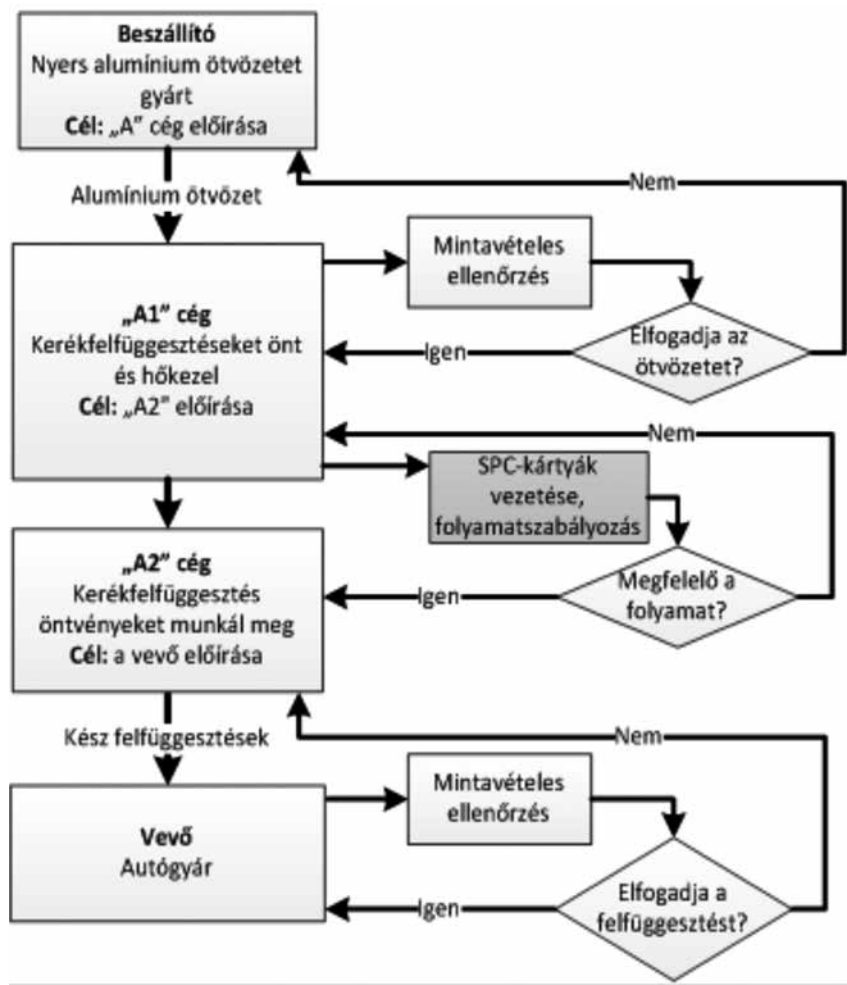 Beszállító
Nyers alumínium ötvözetet
gyárt
Cél: „A” cég előírása
Nem
Alumínium ötvözet
Mintavételes
ellenőrzés
„A1” cég
Kerékfelfüggesztéseket önt
és hőkezel
Cél: „A2” előírása
Igen
Elfogadja az
ötvözetet?
Nem
SPC-kártyák
vezetése,
folyamatszabályozás
„A2” cég
Kerékfelfüggesztés
öntvényeket munkál meg
Cél: a vevő előírása
Igen
Megfelelő a
folyamat?
Kész felfüggesztések
Nem
Mintavételes
ellenőrzés
Vevő
Autógyár
Igen
Elfogadja a
felfüggesztést?